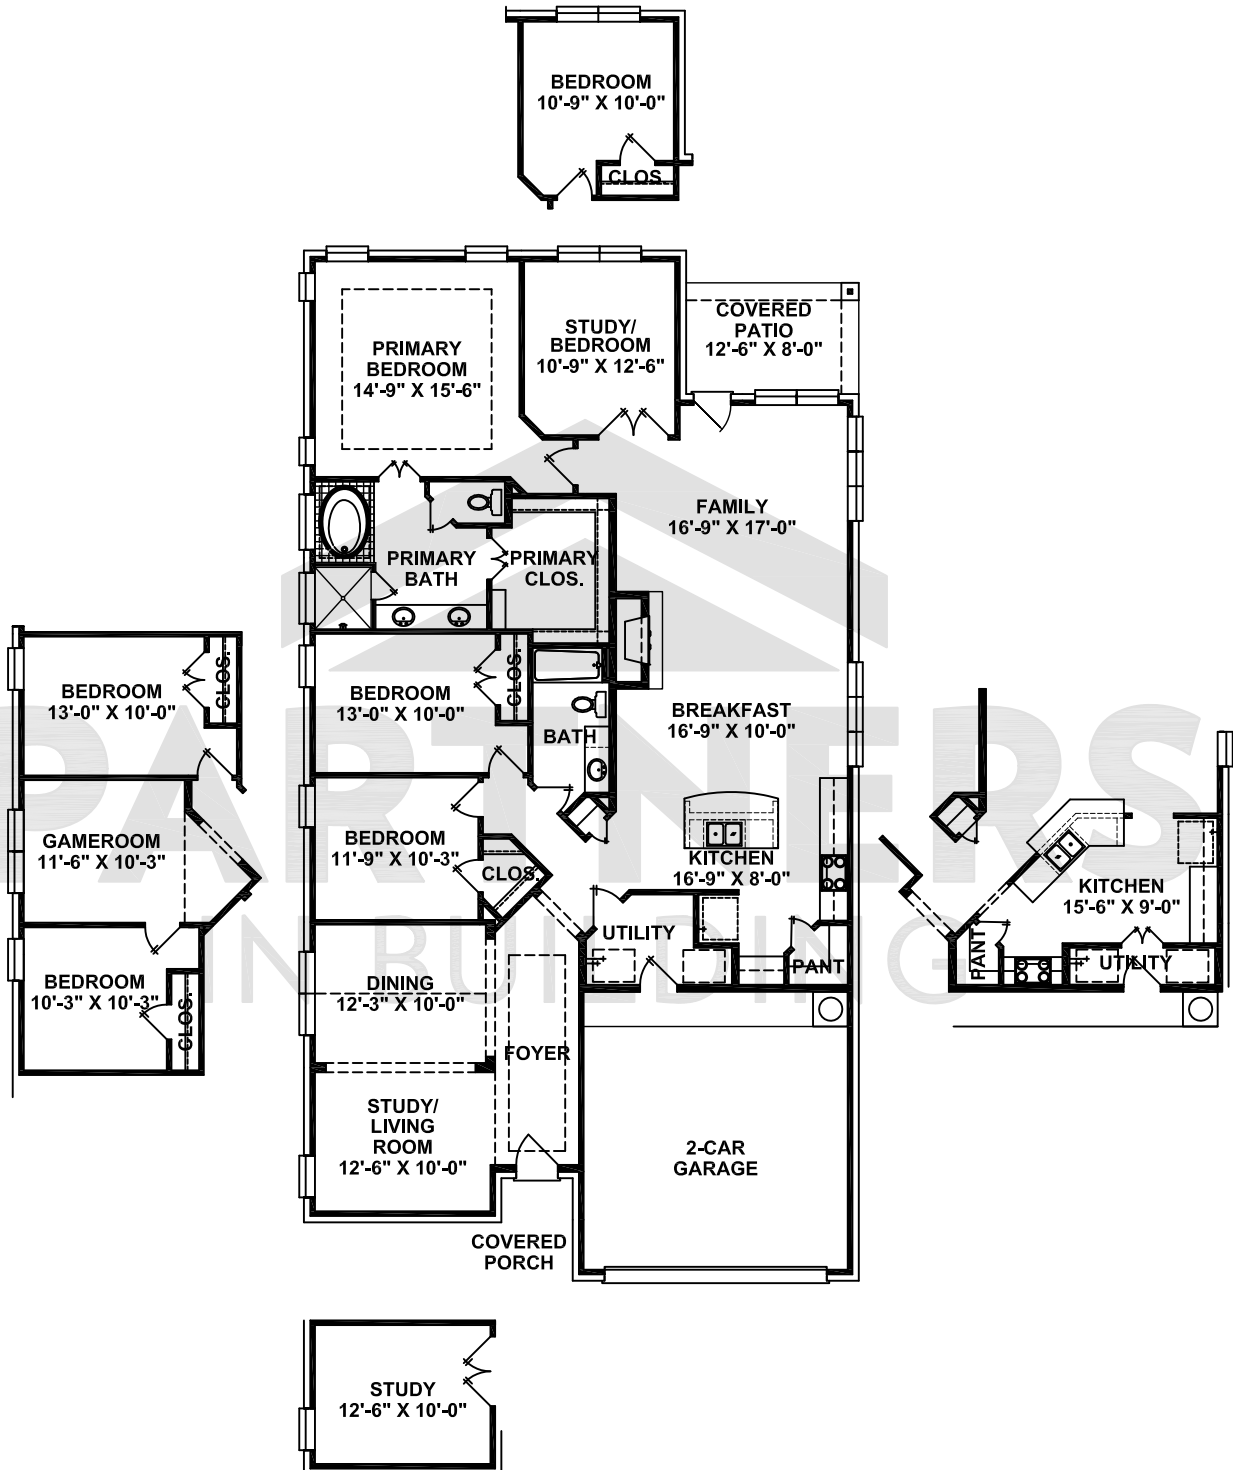 BEDROOM
10'-9" X 10'-0"
CLOS.
PRIMARY
BEDROOM
14'-9" X 15'-6"
STUDY/
BEDROOM
10'-9" X 12'-6"
COVERED
PATIO
12'-6" X 8'-0"
FAMILY
16'-9" X 17'-0"
PRIMARY
BATH
PRIMARY
CLOS.
BEDROOM
13'-0" X 10'-0"
CLOS.
BATH
BREAKFAST
16'-9" X 10'-0"
BEDROOM
11'-9" X 10'-3"
CLOS.
KITCHEN
16'-9" X 8'-0"
UTILITY
PANT
DINING
12'-3" X 10'-0"
FOYER
STUDY/
LIVING
ROOM
12'-6" X 10'-0"
2-CAR
GARAGE
COVERED
PORCH
BEDROOM
13'-0" X 10'-0"
CLOS.
GAMEROOM
11'-6" X 10'-3"
BEDROOM
10'-3" X 10'-3"
CLOS.
KITCHEN
15'-6" X 9'-0"
PANT
UTILITY
STUDY
12'-6" X 10'-0"
PARTNERS
IN BUILDING